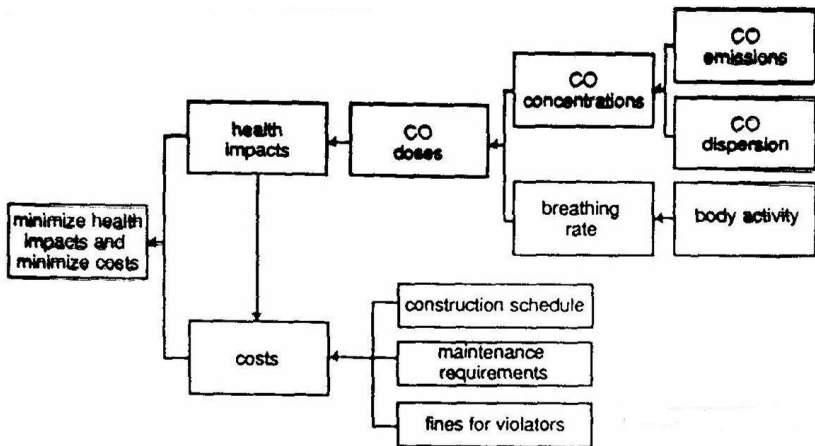 CO
emissions
CO
concentrations
CO
dispersion
health
impacts
CO
doses
breathing
rate
body activity
minimize health
impacts and
minimize costs
construction schedule
costs
maintenance
requirements
fines for violators